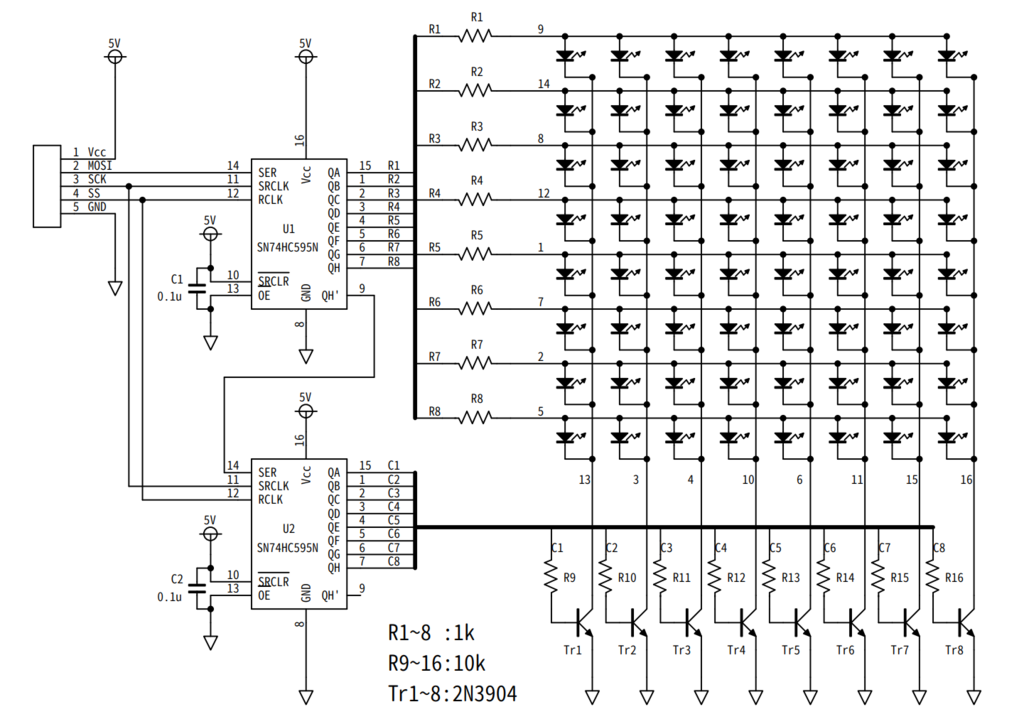 5V
5V
1 Vcc
2 MOSI
3 SCK
4 SS
5 GND
16
14 SER Vcc QA 15 R1
11 SRCLK QB 1 R2
12 RCLK QC 2 R3
QD 3 R4
U1 QE 4 R5
SN74HC595N QF 5 R6
QG 6 R7
QH 7 R8
5V
C1
0.1u
10 SRCLR
13 OE GND QH' 9
8
5V
16
14 SER Vcc QA 15 C1
11 SRCLK QB 1 C2
12 RCLK QC 2 C3
QD 3 C4
U2 QE 4 C5
SN74HC595N QF 5 C6
QG 6 C7
QH 7 C8
5V
C2
0.1u
10 SRCLR
13 OE GND QH' 9
8
R1 R1 9
R2 R2 14
R3 R3 8
R4 R4 12
R5 R5 1
R6 R6 7
R7 R7 2
R8 R8 5
13 3 4 10 6 11 15 16
C1 C2 C3 C4 C5 C6 C7 C8
R9 R10 R11 R12 R13 R14 R15 R16
Tr1 Tr2 Tr3 Tr4 Tr5 Tr6 Tr7 Tr8
R1~8 :1k
R9~16:10k
Tr1~8:2N3904